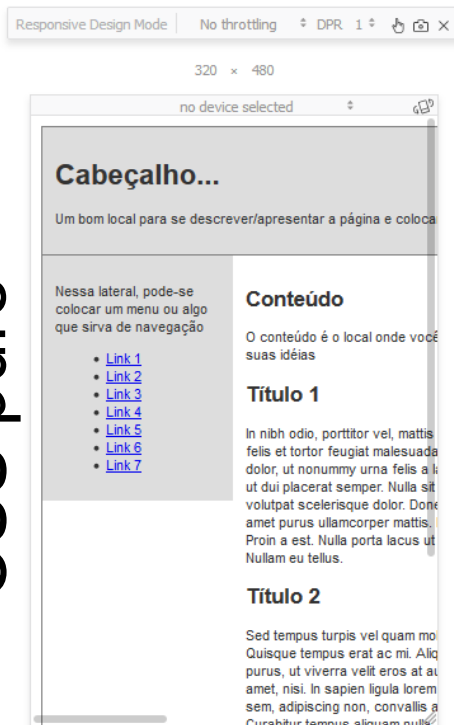 Responsive Design Mode No throttling DPR 1
320 × 480
no device selected
Cabeçalho...
Um bom local para se descrever/apresentar a página e
Nessa lateral, pode-se
colocar um menu ou algo
que sirva de navegação
Link 1
Link 2
Link 3
Link 4
Link 5
Link 6
Link 7
Conteúdo
O conteúdo é o local onde você
suas idéias
Título 1
In nibh odio, porttitor vel, mattis
felis et tortor feugiat malesuada
dolor, ut nonummy urna felis a
ut dui placerat semper. Nulla sit
volutpat scelerisque dolor.
amet purus ullamcorper mattis.
Proin a est. Nulla porta lacus ut
Nullam eu tellus.
Título 2
Sed tempus turpis vel quam
Quisque tempus erat ac mi.
purus, ut viverra velit eros at
amet, nisi. In sapien ligula lorem
sem, adipiscing non, convallis a
Curabitur tempus aliquam